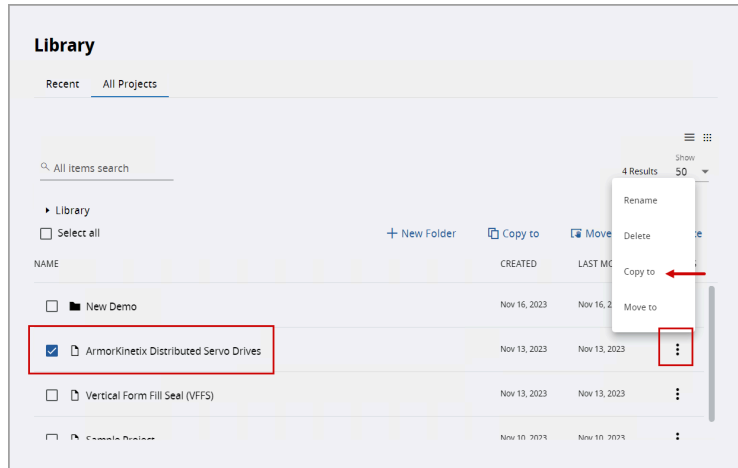 Library
Recent All Projects
All items search
4 Results
Show
50
Library
Select all
New Folder Copy to Move
NAME CREATED LAST MO
Rename
Delete
Copy to
Move to
New Demo Nov 16, 2023 Nov 16, 2
ArmorKinetix Distributed Servo Drives Nov 13, 2023 Nov 13, 2023
Vertical Form Fill Seal (VFFS) Nov 13, 2023 Nov 13, 2023
Sample Project Nov 10, 2023 Nov 10, 2023